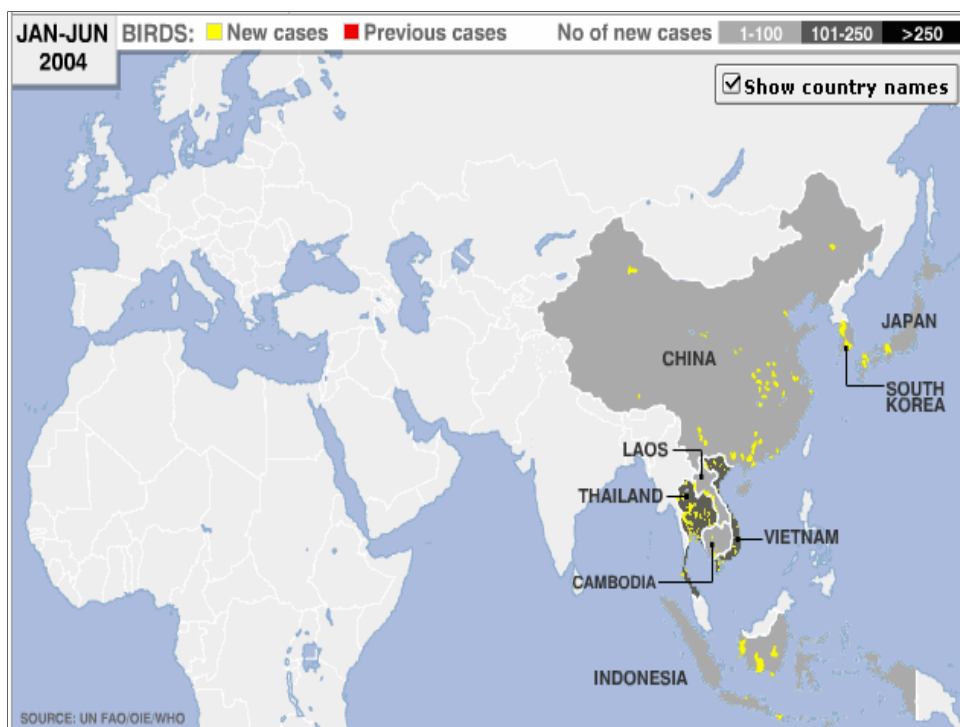 JAN-JUN
2004
BIRDS: New cases Previous cases No of new cases 1-100 101-250 >250
Show country names
JAPAN
CHINA
SOUTH
KOREA
LAOS
THAILAND
VIETNAM
CAMBODIA
INDONESIA
SOURCE: UN FAO/OIE/WHO